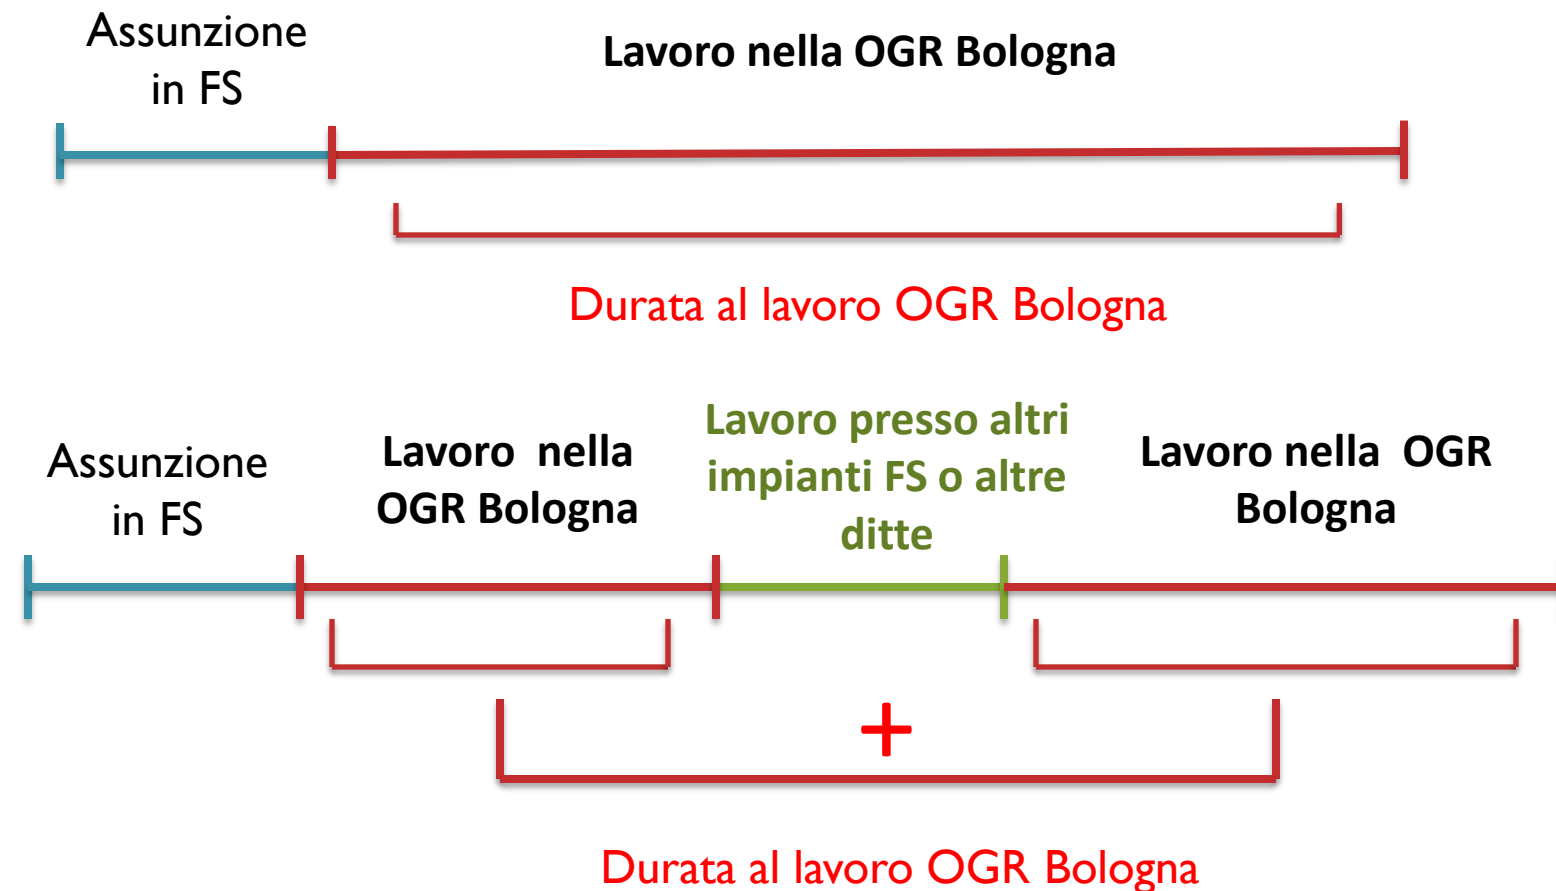 Assunzione
in FS
Lavoro nella OGR Bologna
Durata al lavoro OGR Bologna
Assunzione
in FS
Lavoro  nella
OGR Bologna
Lavoro presso altri
impianti FS o altre
ditte
Lavoro nella  OGR
Bologna
+
Durata al lavoro OGR Bologna